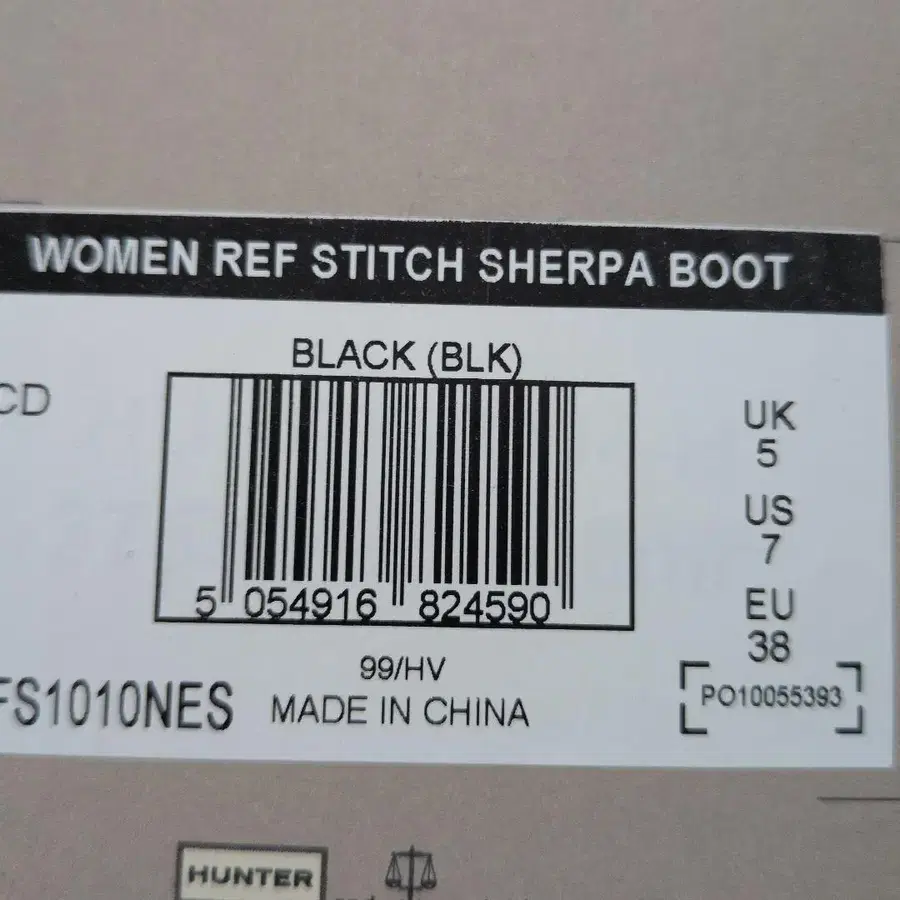 WOMEN REF STITCH SHERPA BOOT
BLACK (BLK)
CD
5 054916 824590
UK
5
US
7
EU
38
99/HV
FS1010NES
MADE IN CHINA
PO10055393
HUNTER